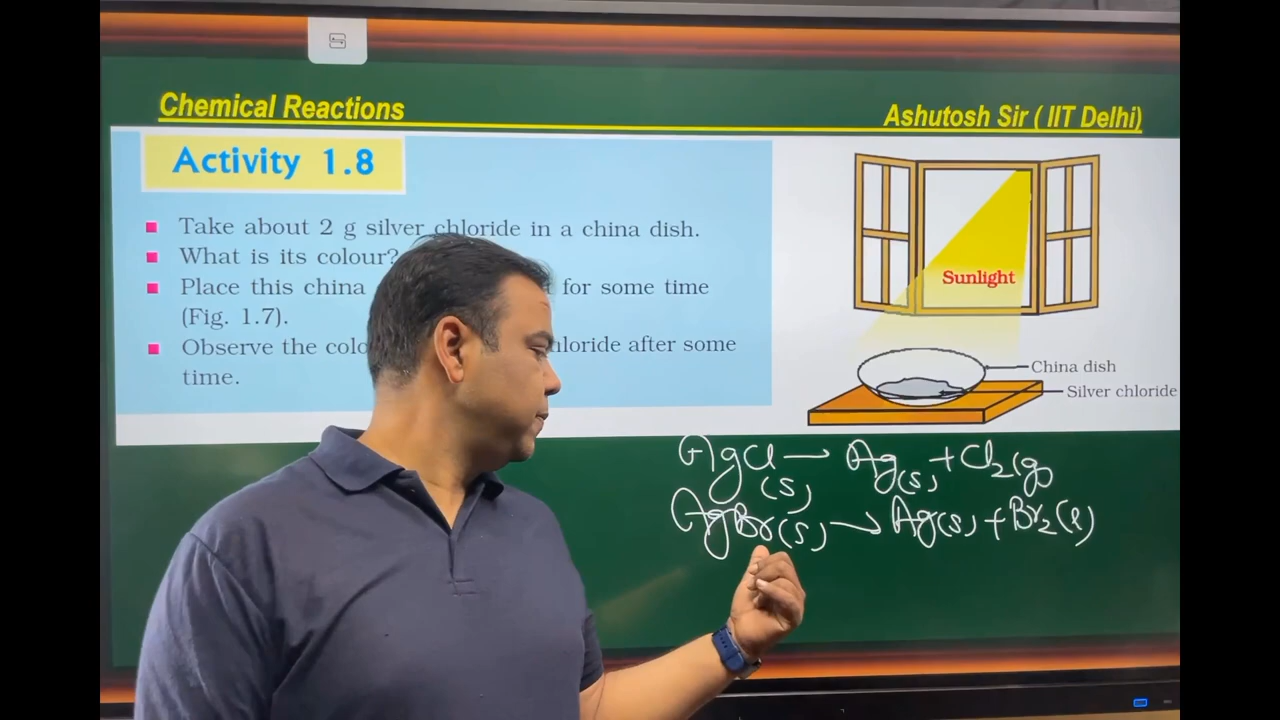 Chemical Reactions
Ashutosh Sir ( IIT Delhi)
Activity 1.8
Take about 2 g silver chloride in a china dish.
What is its colour?
Place this china for some time
(Fig. 1.7).
Observe the colo hloride after some
time.
Sunlight
China dish
Silver chloride
AgCl(s) → Ag(s) + Cl₂(g)
AgBr(s) → Ag(s) + Br₂(l)